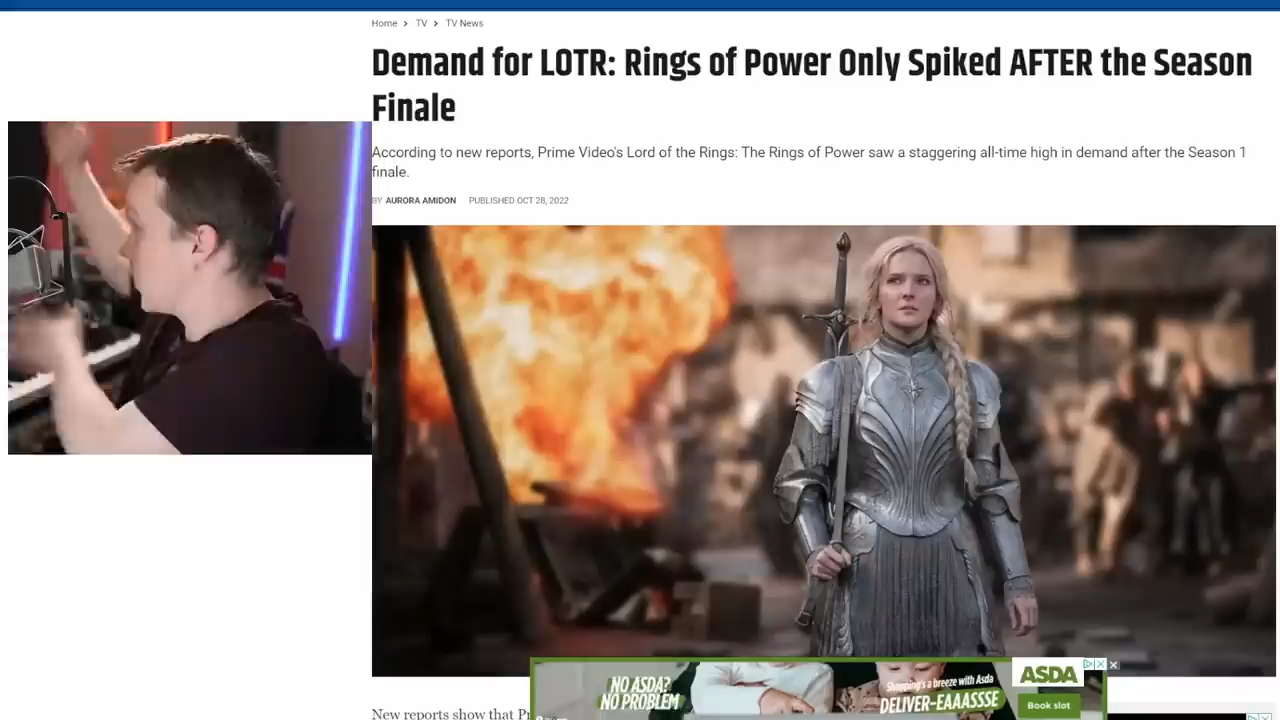 Home > TV > TV News
Demand for LOTR: Rings of Power Only Spiked AFTER the Season
Finale
According to new reports, Prime Video's Lord of the Rings: The Rings of Power saw a staggering all-time high in demand after the Season 1
finale.
BY AURORA AMIDON PUBLISHED OCT 28, 2022
NO ASDA?
NO PROBLEM
Shopping's a breeze with Asda
DELIVER-EAAASSSE
ASDA
Book slot
New reports show that Pr